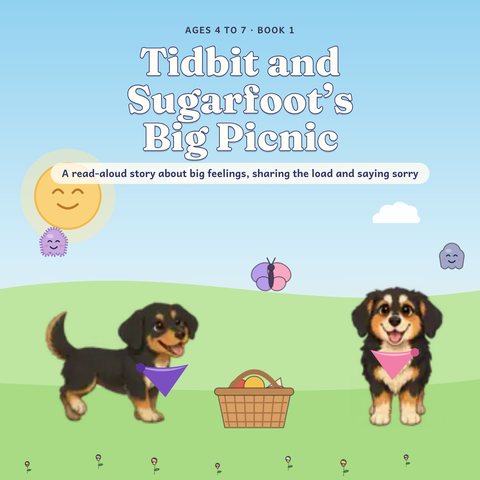 AGES 4 TO 7 · BOOK 1
Tidbit and
Sugarfoot's
Big Picnic
A read-aloud story about big feelings, sharing the load and saying sorry